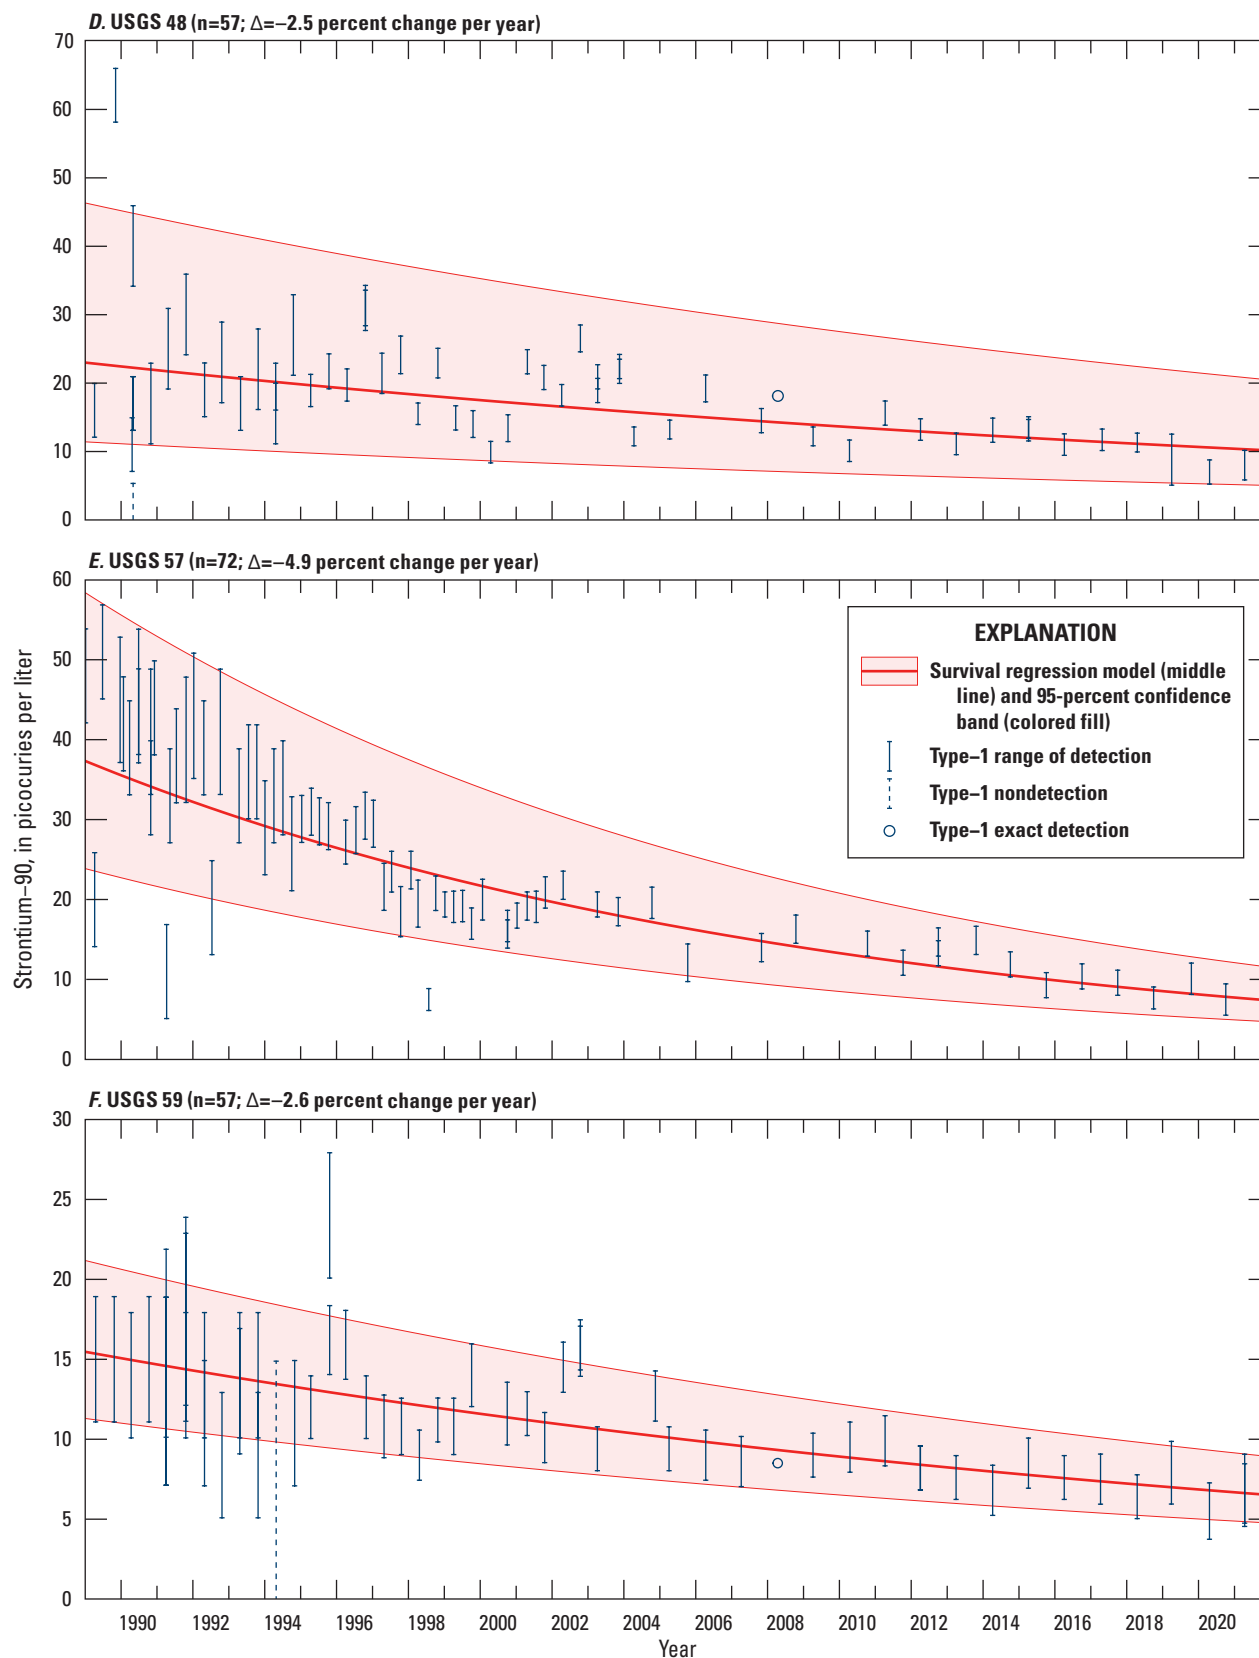 D. USGS 48 (n=57; Δ=−2.5 percent change per year)
70
60
50
40
30
20
10
0
E. USGS 57 (n=72; Δ=−4.9 percent change per year)
60
50
40
30
20
10
0
Strontium−90, in picocuries per liter
EXPLANATION
Survival regression model (middle
line) and 95-percent confidence
band (colored fill)
Type−1 range of detection
Type−1 nondetection
Type−1 exact detection
F. USGS 59 (n=57; Δ=−2.6 percent change per year)
30
25
20
15
10
5
0
1990 1992 1994 1996 1998 2000 2002 2004 2006 2008 2010 2012 2014 2016 2018 2020
Year